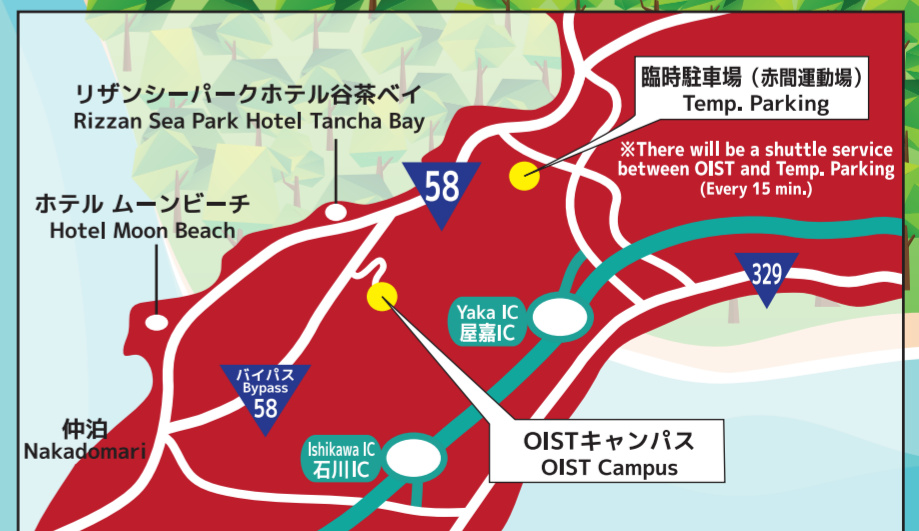 リザンシーパークホテル谷茶ベイ
Rizzan Sea Park Hotel Tancha Bay
臨時駐車場（赤間運動場）
Temp. Parking
※There will be a shuttle service
between OIST and Temp. Parking
(Every 15 min.)
58
ホテル ムーンビーチ
Hotel Moon Beach
329
Yaka IC
屋嘉IC
バイパス
Bypass
58
仲泊
Nakadomari
Ishikawa IC
石川IC
OISTキャンパス
OIST Campus